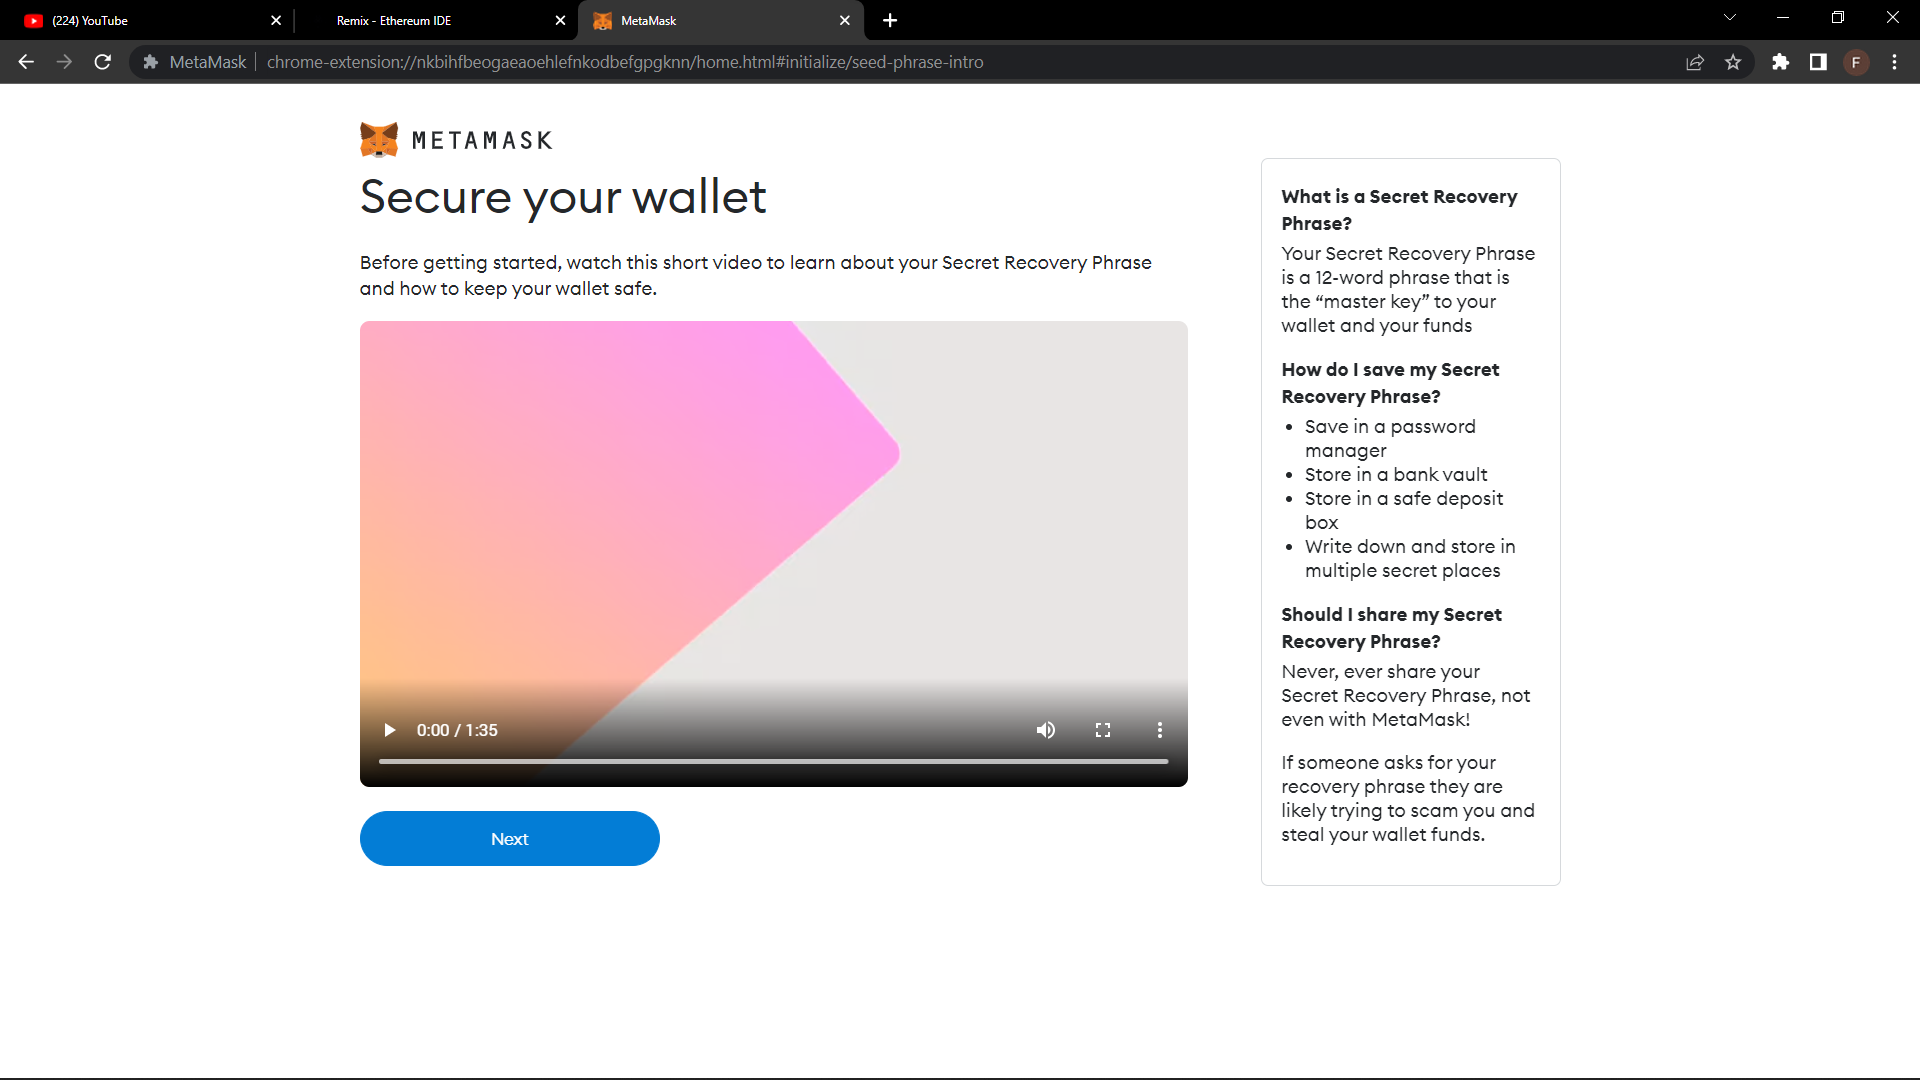 (224) YouTube
Remix - Ethereum IDE
MetaMask
MetaMask
chrome-extension://nkbihfbeogaeaoehlefnkodbefgpgknn/home.html#initialize/seed-phrase-intro
F
METAMASK
Secure your wallet
Before getting started, watch this short video to learn about your Secret Recovery Phrase
and how to keep your wallet safe.
0:00 / 1:35
Next
What is a Secret Recovery
Phrase?
Your Secret Recovery Phrase
is a 12-word phrase that is
the “master key” to your
wallet and your funds
How do I save my Secret
Recovery Phrase?
• Save in a password
manager
• Store in a bank vault
• Store in a safe deposit
box
• Write down and store in
multiple secret places
Should I share my Secret
Recovery Phrase?
Never, ever share your
Secret Recovery Phrase, not
even with MetaMask!
If someone asks for your
recovery phrase they are
likely trying to scam you and
steal your wallet funds.